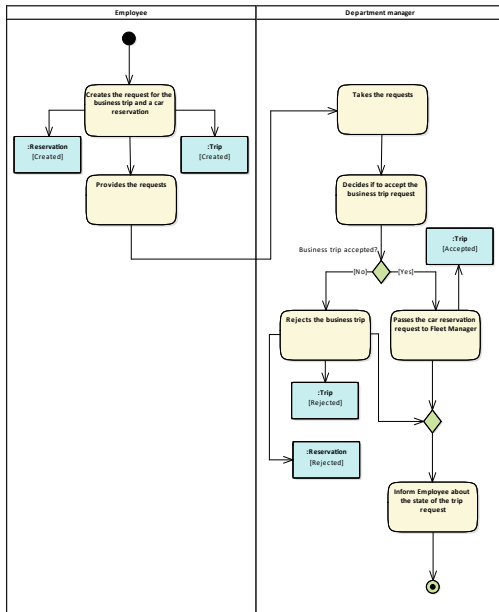 Employee
Department manager
Creates the request for the
business trip and a car
reservation
Takes the requests
:Reservation
[Created]
:Trip
[Created]
Provides the requests
Decides if to accept the
business trip request
:Trip
[Accepted]
Business trip accepted?
[No]
[Yes]
Rejects the business trip
Passes the car reservation
request to Fleet Manager
:Trip
[Rejected]
:Reservation
[Rejected]
Inform Employee about
the state of the trip
request